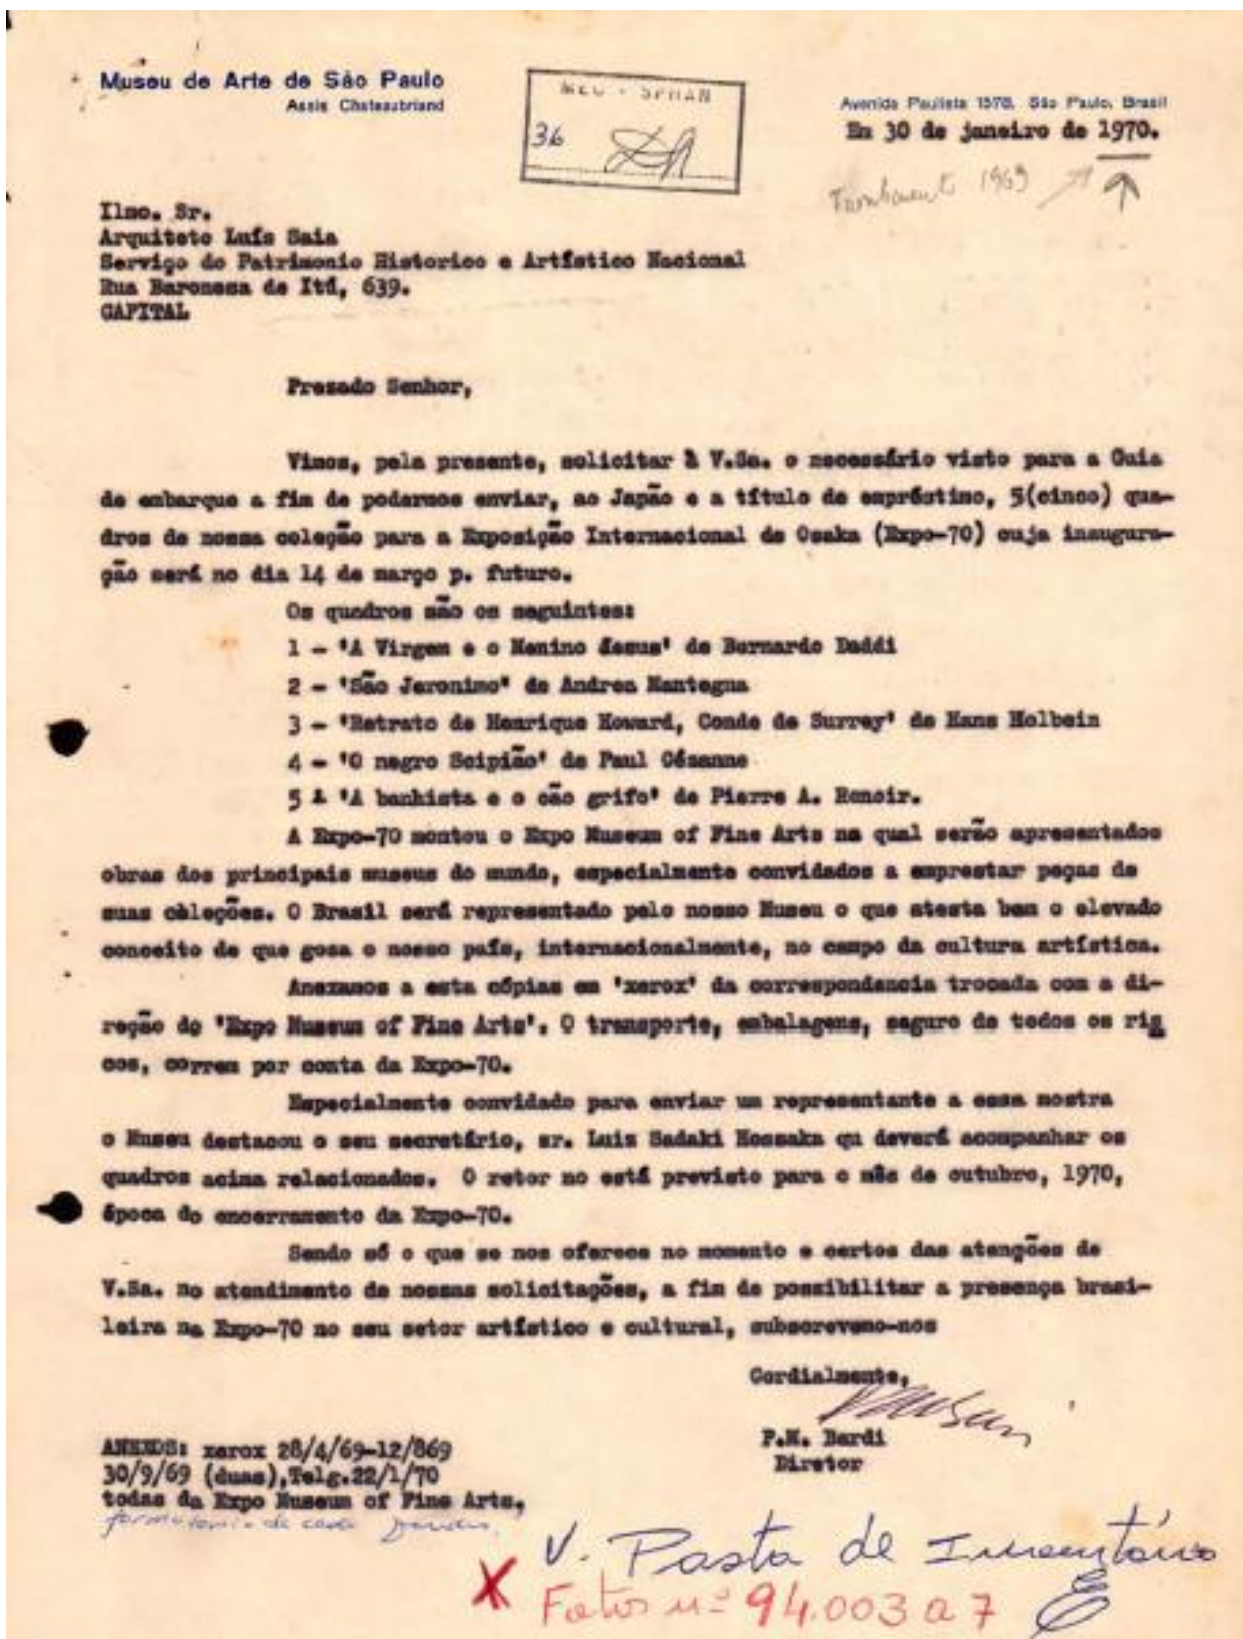 Museu de Arte de São Paulo
Assis Chateaubriand
MEC - SPHAN
36
Avenida Paulista 1578, São Paulo, Brasil
Em 30 de janeiro de 1970.
Tombament 1969
Ilmo. Sr.
Arquiteto Luís Saia
Serviço do Patrimonio Historico e Artístico Nacional
Rua Baronesa de Itú, 639.
CAPITAL
Prezado Senhor,
Vimos, pela presente, solicitar à V.Sa. o necessário visto para a Guia
de embarque a fim de podermos enviar, ao Japão e a título de empréstimo, 5(cinco) qua-
dros de nossa coleção para a Exposição Internacional de Osaka (Expo-70) cuja inaugura-
ção será no dia 14 de março p. futuro.
Os quadros são os seguintes:
1 - 'A Virgem e o Menino Jesus' de Bernardo Daddi
2 - 'São Jeronimo' de Andrea Mantegna
3 - 'Retrato de Henrique Howard, Conde de Surrey' de Hans Holbein
4 - 'O negro Scipião' de Paul Cézanne
5 - 'A banhista e o cão grifo' de Pierre A. Renoir.
A Expo-70 montou o Expo Museum of Fine Arts na qual serão apresentados
obras dos principais museus do mundo, especialmente convidados a emprestar peças de
suas coleções. O Brasil será representado pelo nosso Museu o que atesta bem o elevado
conceito de que gosa o nosso país, internacionalmente, no campo da cultura artística.
Anexamos a esta cópias em 'xerox' da correspondencia trocada com a di-
reção do 'Expo Museum of Fine Arts'. O transporte, embalagens, seguro de todos os ris
cos, correm por conta da Expo-70.
Especialmente convidado para enviar um representante a essa mostra
o Museu destacou o seu secretário, sr. Luiz Sadaki Hossaka qu deverá acompanhar os
quadros acima relacionados. O retor no está previsto para o mês de outubro, 1970,
época do encerramento da Expo-70.
Sendo só o que se nos oferece no momento e certos das atenções de
V.Sa. no atendimento de nossas solicitações, a fim de possibilitar a presença brasi-
leira na Expo-70 no seu setor artístico e cultural, subscrevemo-nos
Cordialmente,
P.M. Bardi
Diretor
ANEXOS: xerox 28/4/69-12/869
30/9/69 (duas),Telg.22/1/70
todas da Expo Museum of Fine Arts,
V. Pasta de Inventário
X Fotos nº 94.003 a 7